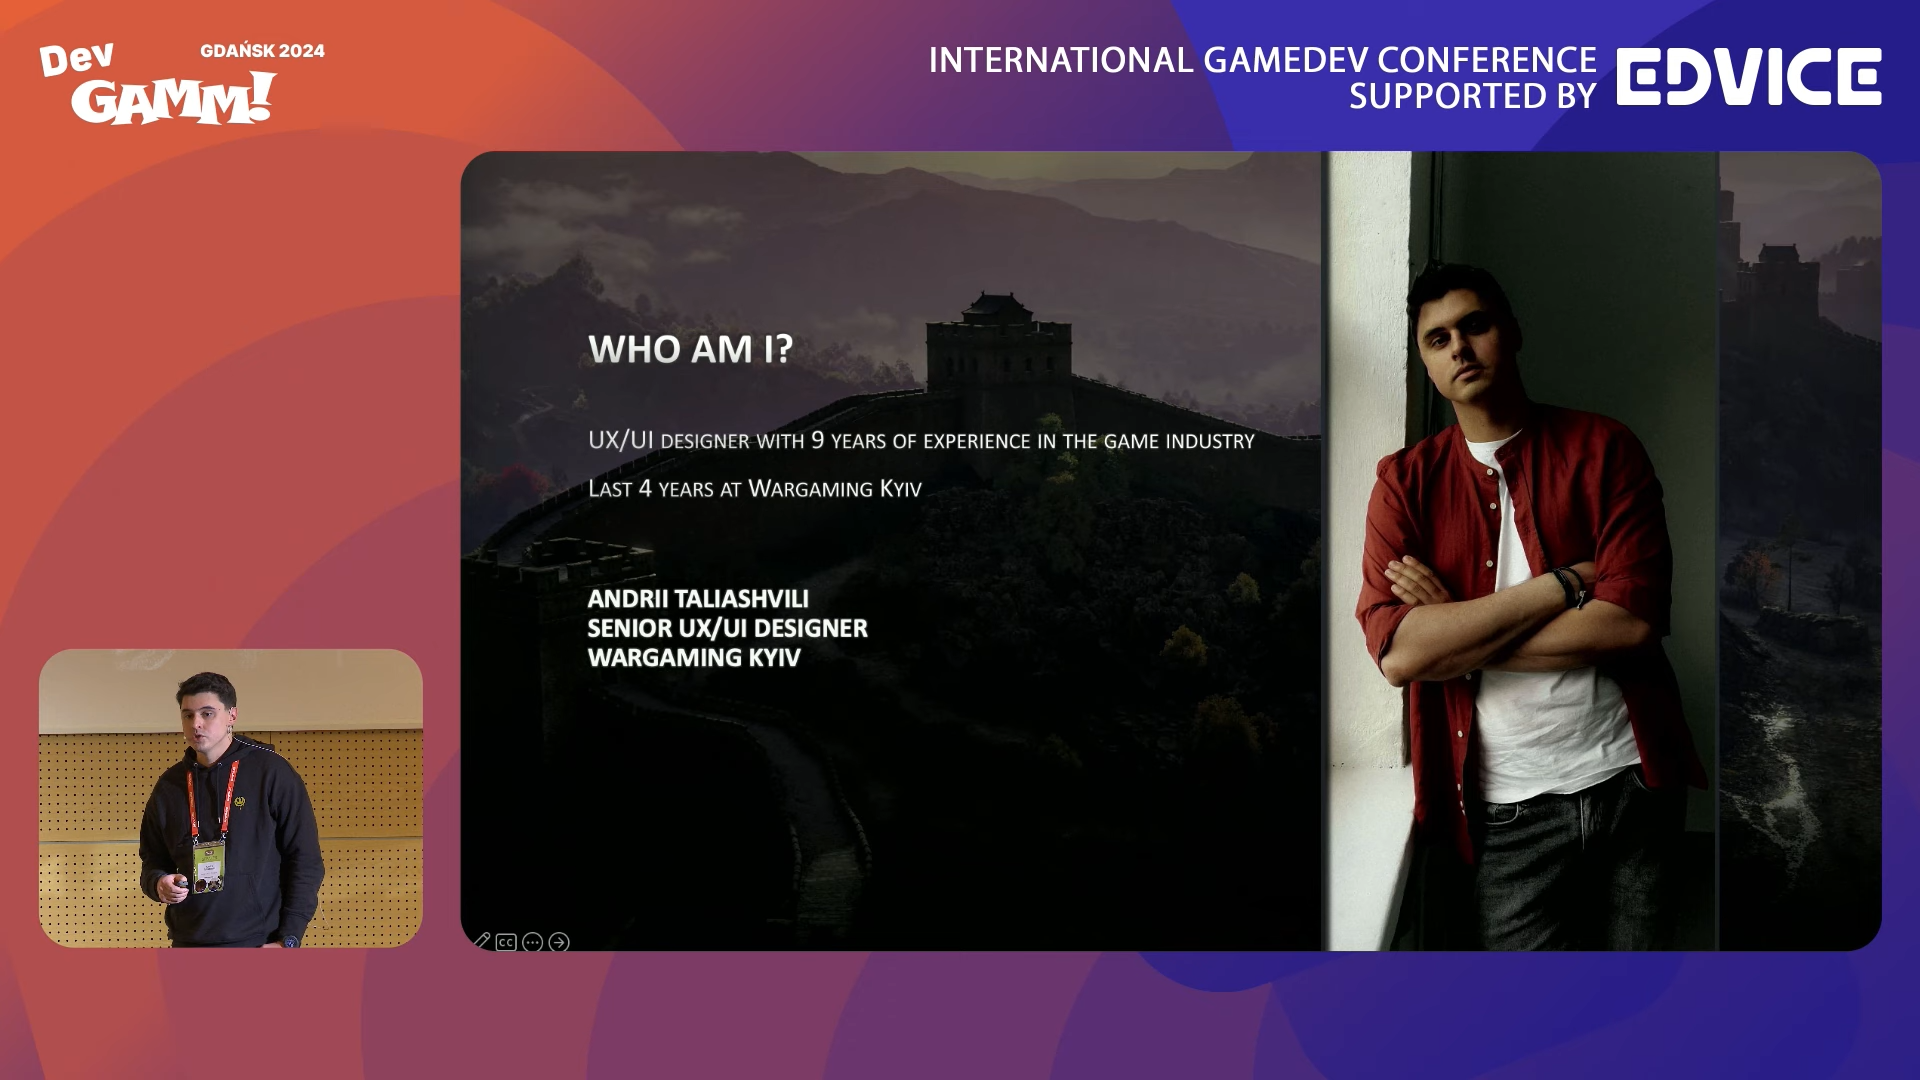 Dev
GAMM!
GDAŃSK 2024
INTERNATIONAL GAMEDEV CONFERENCE
SUPPORTED BY
EDVICE
WHO AM I?
UX/UI DESIGNER WITH 9 YEARS OF EXPERIENCE IN THE GAME INDUSTRY
LAST 4 YEARS AT WARGAMING KYIV
ANDRII TALIASHVILI
SENIOR UX/UI DESIGNER
WARGAMING KYIV
CC